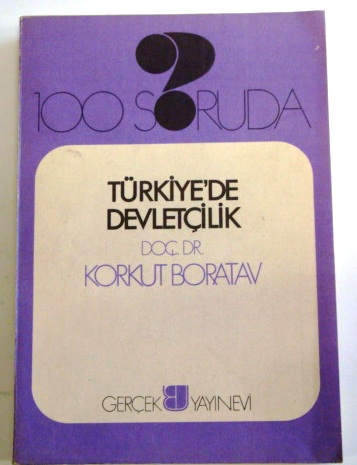 100 SORUDA
TÜRKİYE'DE
DEVLETÇİLİK
DOÇ. DR.
KORKUT BORATAV
GERÇEK YAYINEVİ